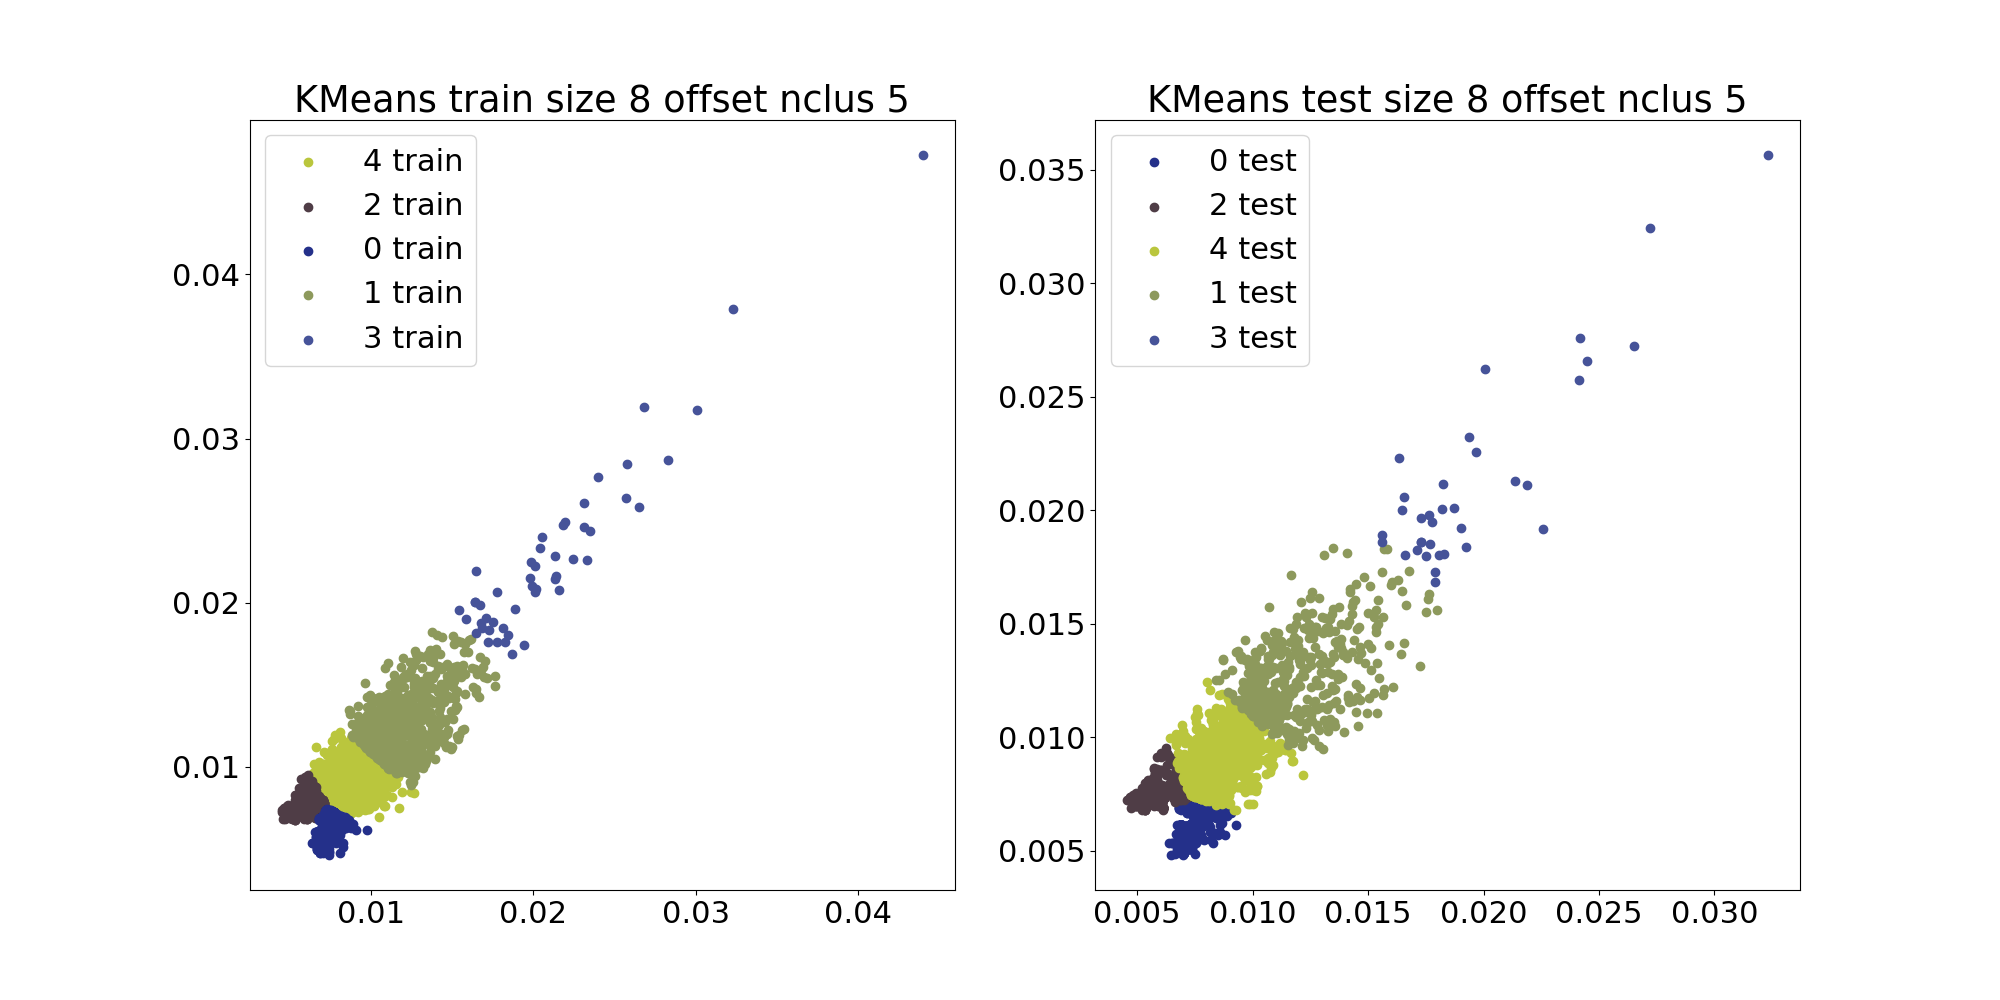 KMeans train size 8 offset nclus 5
4 train
2 train
0 train
1 train
3 train
0.04
0.03
0.02
0.01
0.01 0.02 0.03 0.04
KMeans test size 8 offset nclus 5
0 test
2 test
4 test
1 test
3 test
0.035
0.030
0.025
0.020
0.015
0.010
0.005
0.005 0.010 0.015 0.020 0.025 0.030